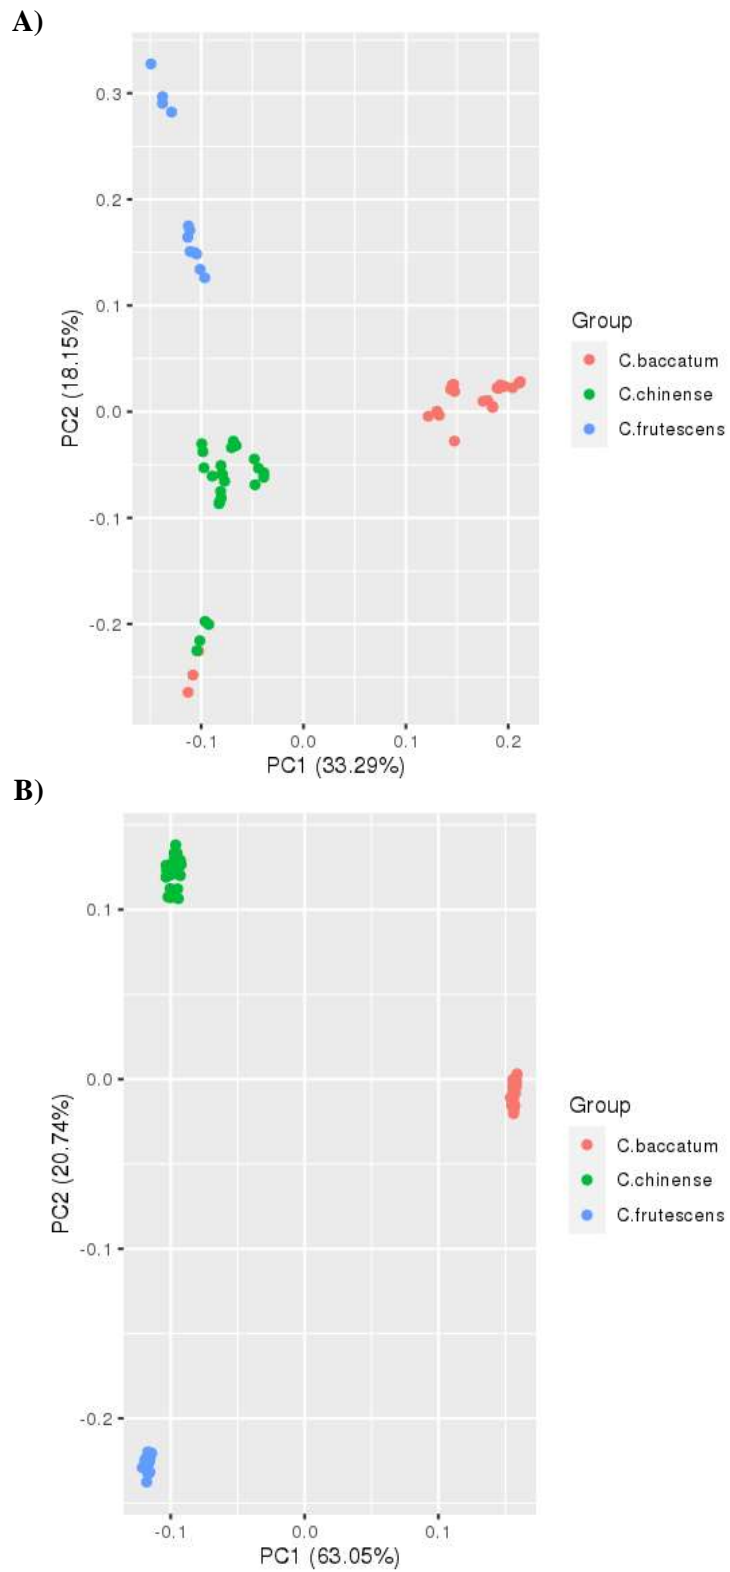 A)
0.3
0.2
0.1
0.0
-0.1
-0.2
PC2 (18.15%)
-0.1 0.0 0.1 0.2
PC1 (33.29%)
Group
C.baccatum
C.chinense
C.frutescens
B)
0.1
0.0
-0.1
-0.2
PC2 (20.74%)
-0.1 0.0 0.1
PC1 (63.05%)
Group
C.baccatum
C.chinense
C.frutescens